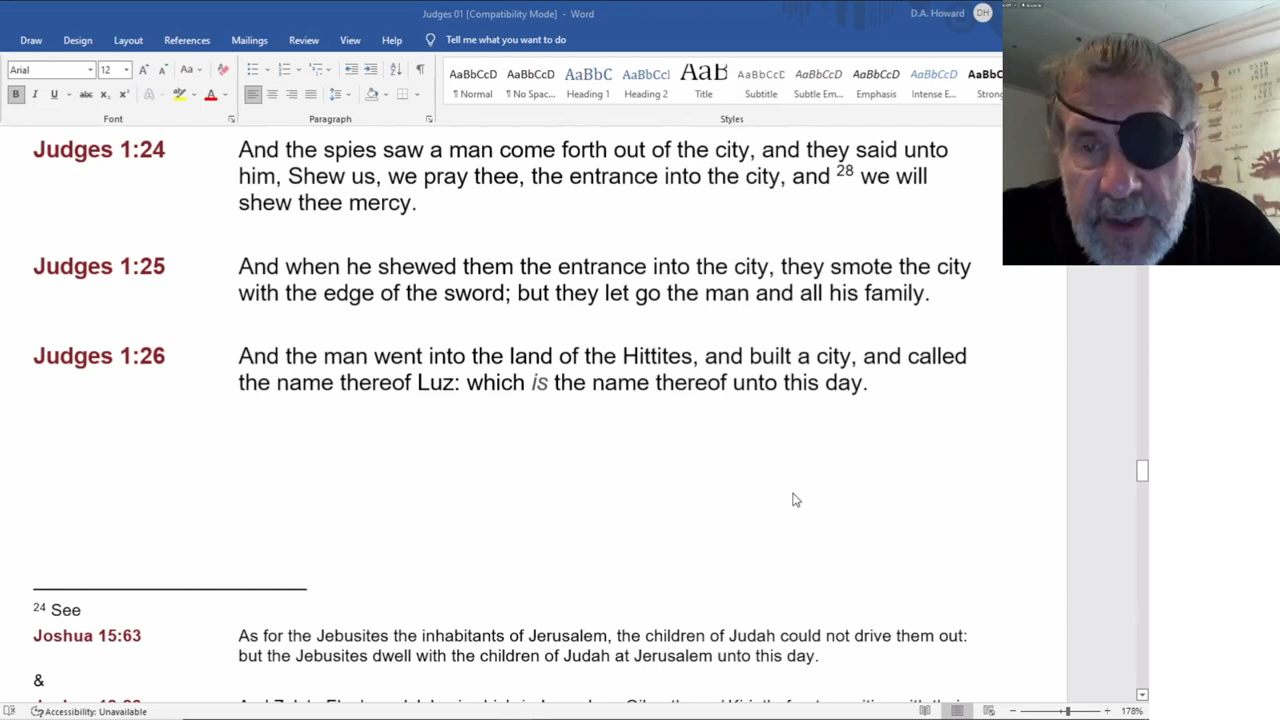 Judges 01 [Compatibility Mode] - Word
D.A. Howard DH
Draw Design Layout References Mailings Review View Help Tell me what you want to do
Arial 12 Aa
B I U abc x₂ x² A A
AaBbCcD AaBbCcD AaBbC AaBbCcl AaB AaBbCcD AaBbCcD AaBbCcD AaBbCcD AaBbC
¶ Normal ¶ No Spac... Heading 1 Heading 2 Title Subtitle Subtle Em... Emphasis Intense E... Strong
Font Paragraph Styles
Judges 1:24 And the spies saw a man come forth out of the city, and they said unto
him, Shew us, we pray thee, the entrance into the city, and 28 we will
shew thee mercy.
Judges 1:25 And when he shewed them the entrance into the city, they smote the city
with the edge of the sword; but they let go the man and all his family.
Judges 1:26 And the man went into the land of the Hittites, and built a city, and called
the name thereof Luz: which is the name thereof unto this day.
24 See
Joshua 15:63 As for the Jebusites the inhabitants of Jerusalem, the children of Judah could not drive them out:
but the Jebusites dwell with the children of Judah at Jerusalem unto this day.
&
Accessibility: Unavailable 178%